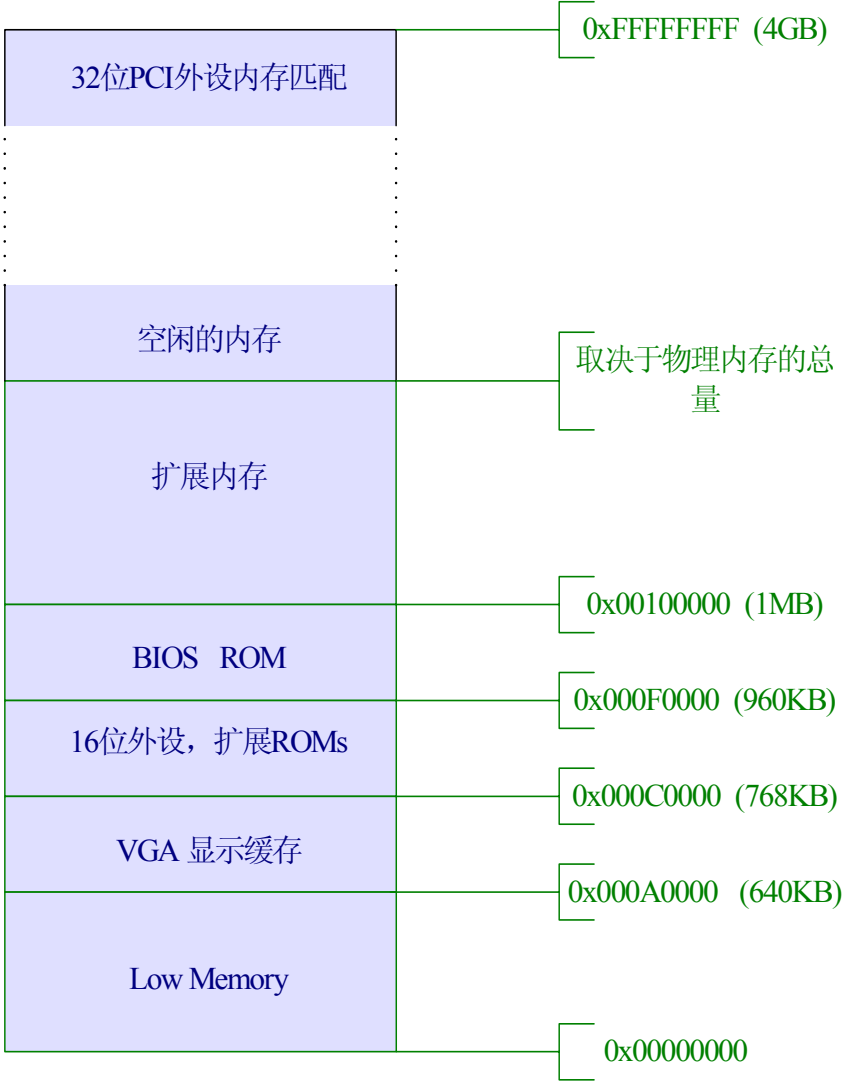 0xFFFFFFFF (4GB)
32位PCI外设内存匹配
空闲的内存
取决于物理内存的总
量
扩展内存
0x00100000 (1MB)
BIOS ROM
0x000F0000 (960KB)
16位外设，扩展ROMs
0x000C0000 (768KB)
VGA 显示缓存
0x000A0000 (640KB)
Low Memory
0x00000000